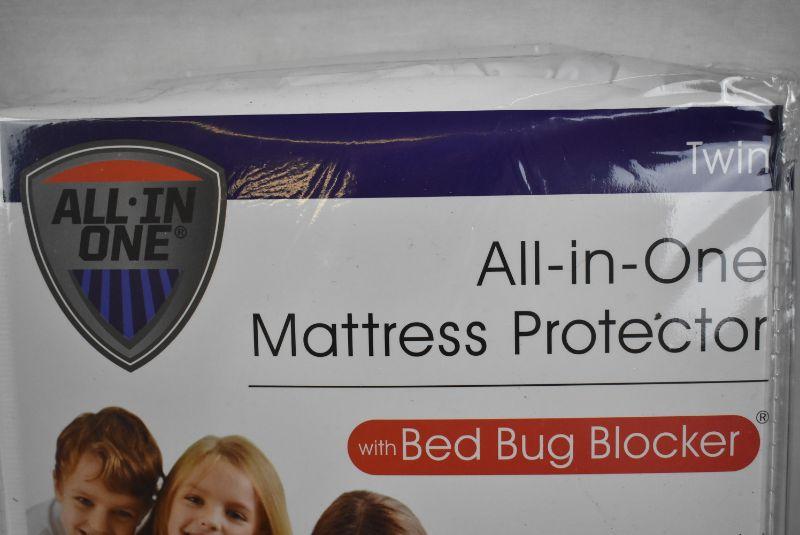 Twin
ALL·IN
ONE®
All-in-One
Mattress Protector
with Bed Bug Blocker®